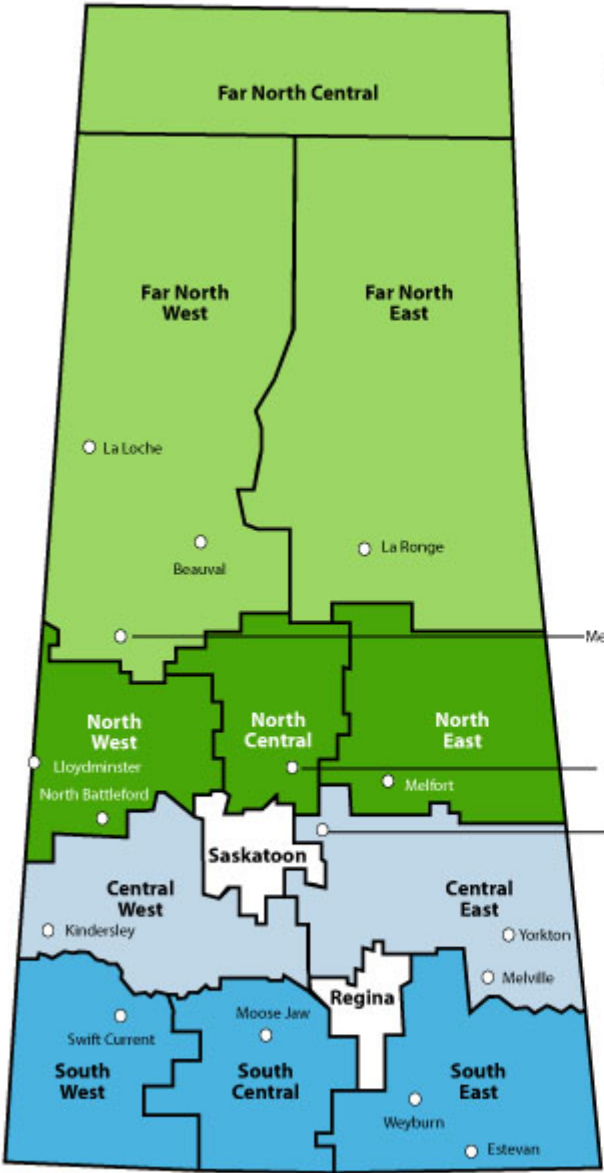 Far North Central
Far North
West
Far North
East
La Loche
Beauval
La Ronge
Me
North
West
North
Central
North
East
Lloydminster
North Battleford
Melfort
Saskatoon
Central
West
Central
East
Kindersley
Yorkton
Melville
Regina
Moose Jaw
Swift Current
South
West
South
Central
South
East
Weyburn
Estevan